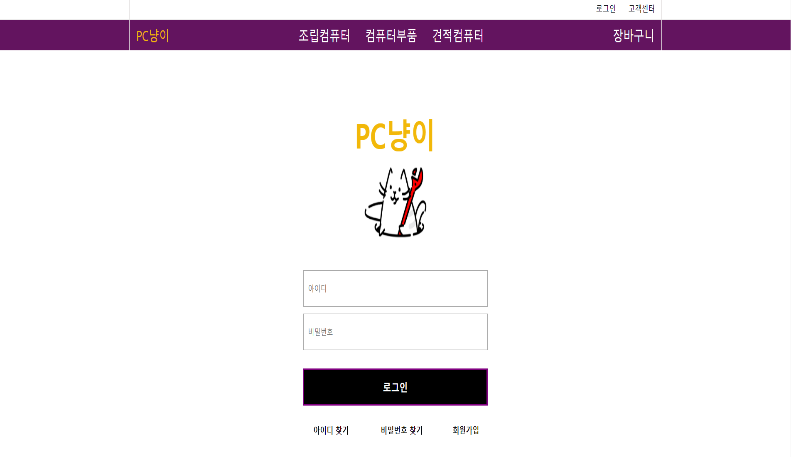 로그인 고객센터
PC냥이 조립컴퓨터 컴퓨터부품 견적컴퓨터 장바구니
PC냥이
아이디
비밀번호
로그인
아이디 찾기 비밀번호 찾기 회원가입